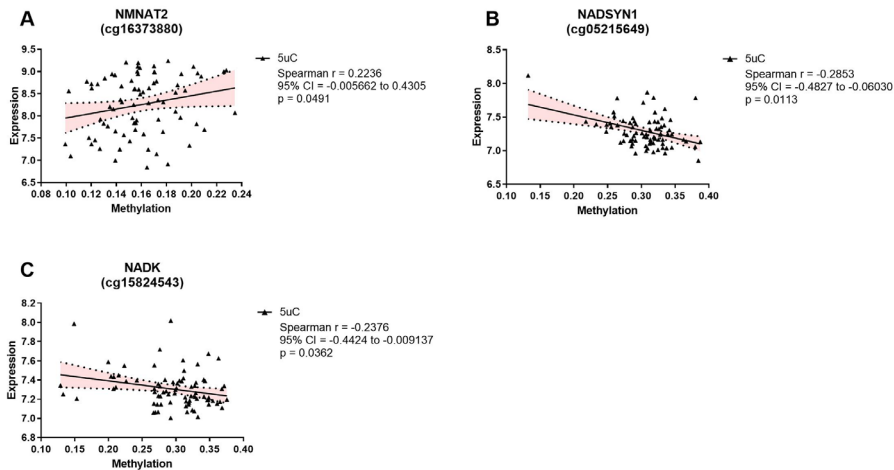 A
NMNAT2
(cg16373880)
Expression
9.5
9.0
8.5
8.0
7.5
7.0
6.5
0.08 0.10 0.12 0.14 0.16 0.18 0.20 0.22 0.24
Methylation
5uC
Spearman r = 0.2236
95% CI = -0.005662 to 0.4305
p = 0.0491
B
NADSYN1
(cg05215649)
Expression
8.5
8.0
7.5
7.0
6.5
0.10 0.15 0.20 0.25 0.30 0.35 0.40
Methylation
5uC
Spearman r = -0.2853
95% CI = -0.4827 to -0.06030
p = 0.0113
C
NADK
(cg15824543)
Expression
8.2
8.0
7.8
7.6
7.4
7.2
7.0
6.8
0.10 0.15 0.20 0.25 0.30 0.35 0.40
Methylation
5uC
Spearman r = -0.2376
95% CI = -0.4424 to -0.009137
p = 0.0362